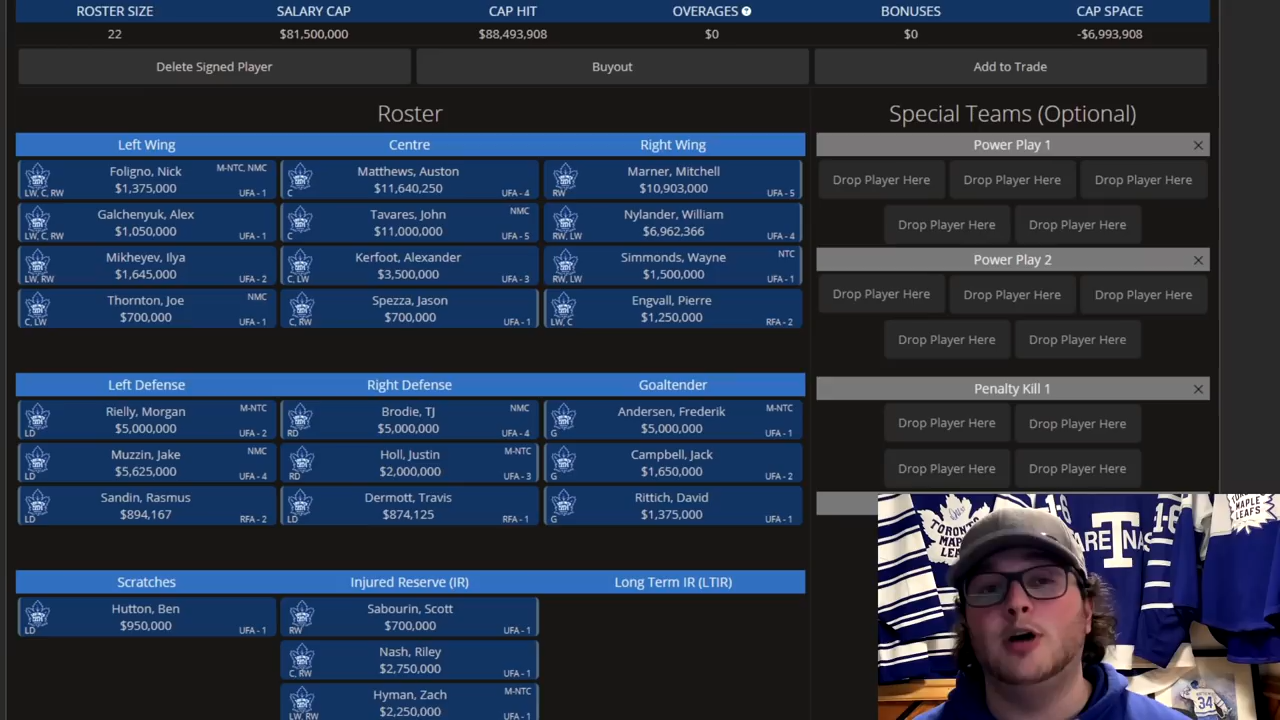 ROSTER SIZE SALARY CAP CAP HIT OVERAGES BONUSES CAP SPACE
22 $81,500,000 $88,493,908 $0 $0 -$6,993,908
Delete Signed Player Buyout Add to Trade
Roster
Left Wing Centre Right Wing
Foligno, Nick M-NTC, NMC
$1,375,000
LW, C, RW UFA - 1
Matthews, Auston
$11,640,250
C UFA - 4
Marner, Mitchell
$10,903,000
RW UFA - 5
Galchenyuk, Alex
$1,050,000
LW, C, RW UFA - 1
Tavares, John NMC
$11,000,000
C UFA - 5
Nylander, William
$6,962,366
RW, LW UFA - 4
Mikheyev, Ilya
$1,645,000
LW, RW UFA - 2
Kerfoot, Alexander
$3,500,000
C, LW UFA - 3
Simmonds, Wayne NTC
$1,500,000
RW, LW UFA - 1
Thornton, Joe NMC
$700,000
C, LW UFA - 1
Spezza, Jason
$700,000
C, RW UFA - 1
Engvall, Pierre
$1,250,000
LW, C RFA - 2
Left Defense Right Defense Goaltender
Rielly, Morgan M-NTC
$5,000,000
LD UFA - 2
Brodie, TJ NMC
$5,000,000
RD UFA - 4
Andersen, Frederik M-NTC
$5,000,000
G UFA - 1
Muzzin, Jake NMC
$5,625,000
LD UFA - 4
Holl, Justin M-NTC
$2,000,000
RD UFA - 3
Campbell, Jack
$1,650,000
G UFA - 2
Sandin, Rasmus
$894,167
LD RFA - 2
Dermott, Travis
$874,125
LD RFA - 1
Rittich, David
$1,375,000
G UFA - 1
Scratches Injured Reserve (IR) Long Term IR (LTIR)
Hutton, Ben
$950,000
LD UFA - 1
Sabourin, Scott
$700,000
RW UFA - 1
Nash, Riley
$2,750,000
C, RW UFA - 1
Hyman, Zach M-NTC
$2,250,000
LW, RW UFA - 1
Special Teams (Optional)
Power Play 1
Drop Player Here Drop Player Here Drop Player Here
Drop Player Here Drop Player Here
Power Play 2
Drop Player Here Drop Player Here Drop Player Here
Drop Player Here Drop Player Here
Penalty Kill 1
Drop Player Here Drop Player Here
Drop Player Here Drop Player Here
TORONTO
MAPLE
LEAFS
ARENAS
T
TORONTO
MAPLE
LEAFS
34